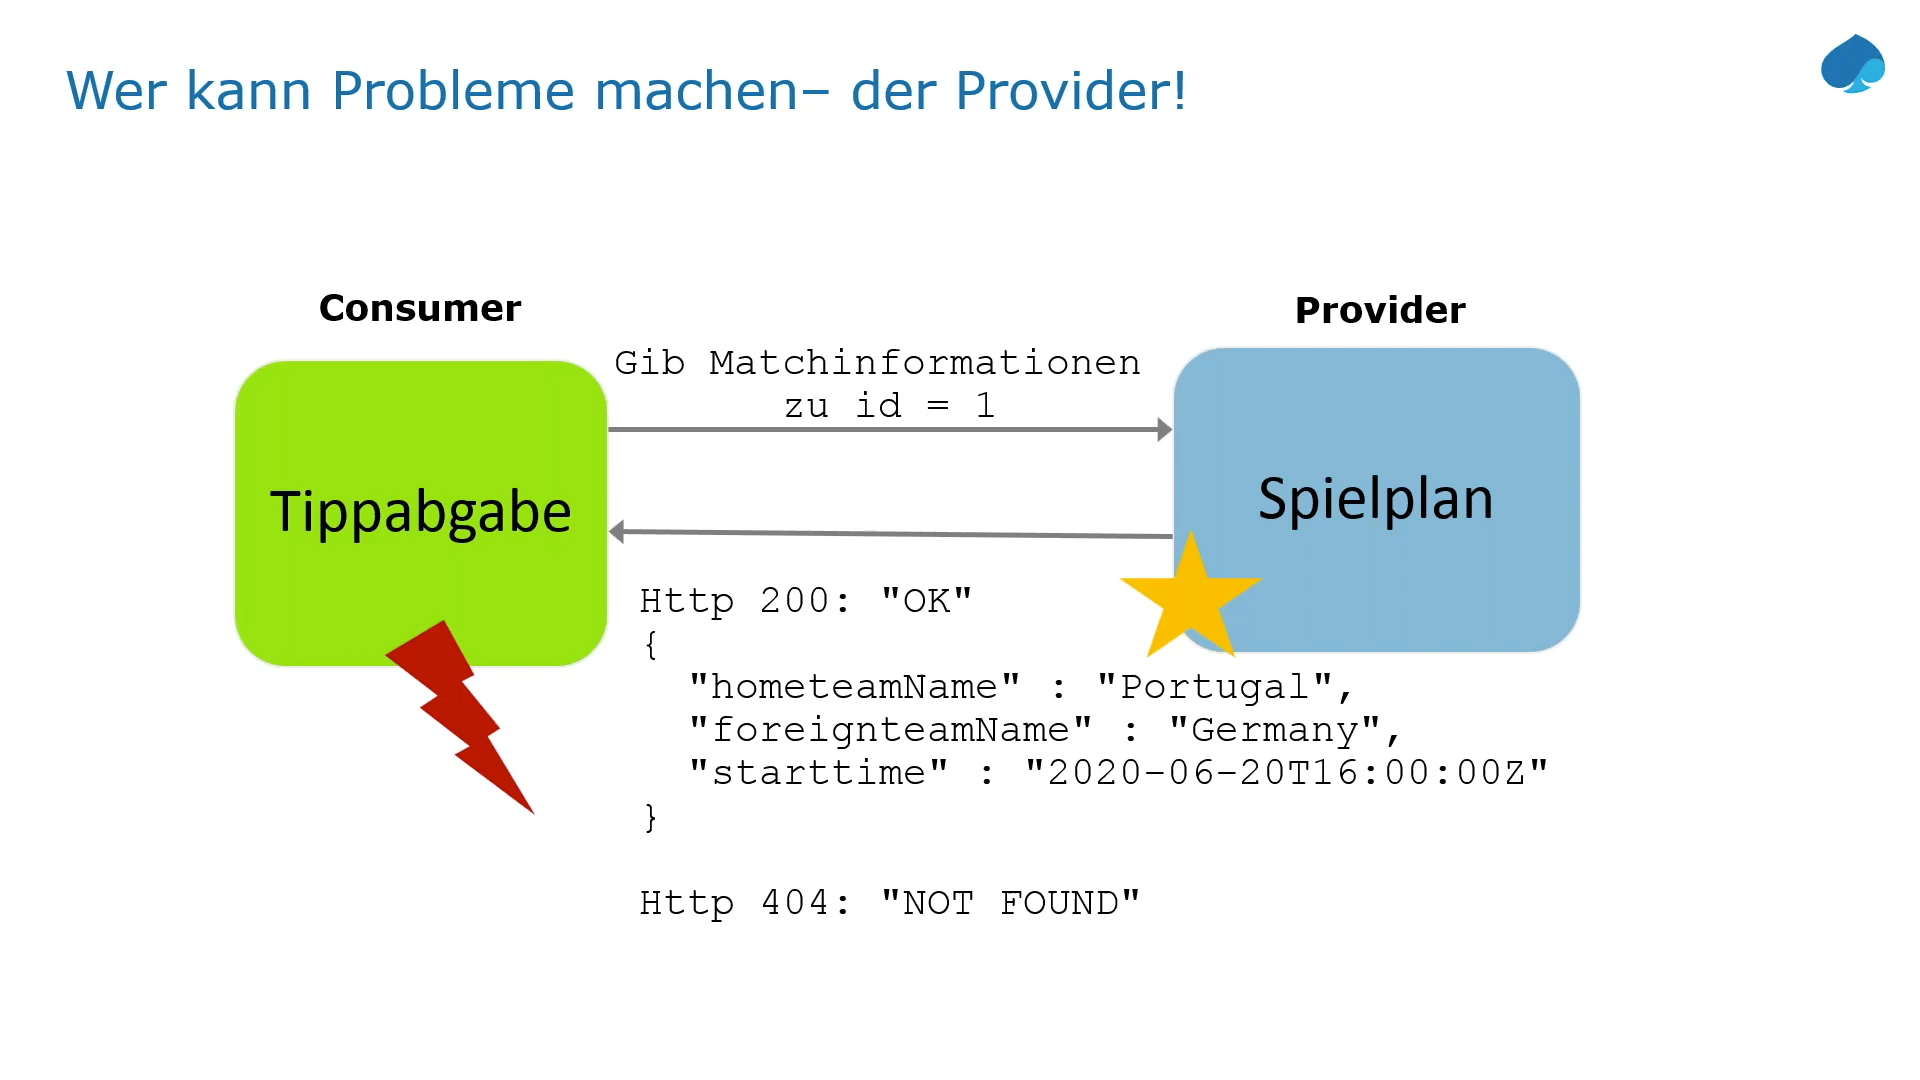 Wer kann Probleme machen– der Provider!
Consumer
Provider
Gib Matchinformationen
zu id = 1
Tippabgabe
Spielplan
Http 200: "OK"
{
"hometeamName" : "Portugal",
"foreignteamName" : "Germany",
"starttime" : "2020-06-20T16:00:00Z"
}
Http 404: "NOT FOUND"